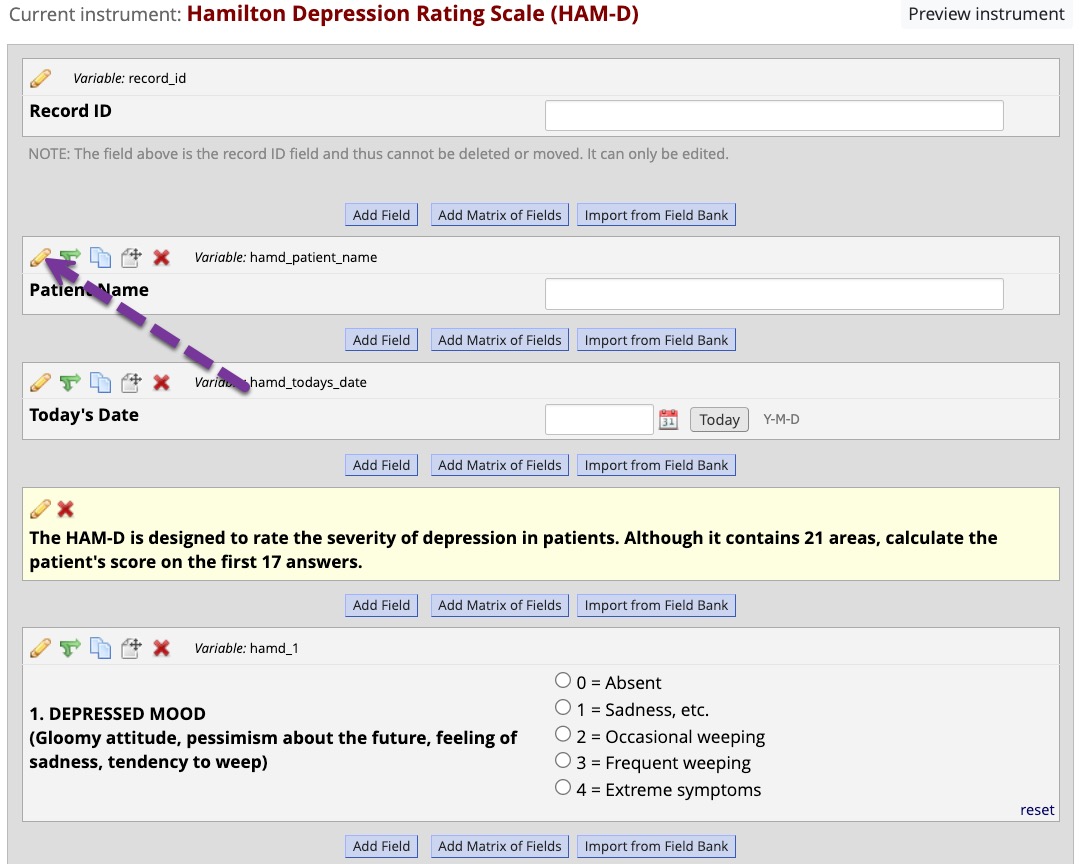 Current instrument: Hamilton Depression Rating Scale (HAM-D)
Preview instrument
Variable: record_id
Record ID
NOTE: The field above is the record ID field and thus cannot be deleted or moved. It can only be edited.
Add Field Add Matrix of Fields Import from Field Bank
Variable: hamd_patient_name
Patient Name
Add Field Add Matrix of Fields Import from Field Bank
Variable: hamd_todays_date
Today's Date
31 Today Y-M-D
Add Field Add Matrix of Fields Import from Field Bank
The HAM-D is designed to rate the severity of depression in patients. Although it contains 21 areas, calculate the
patient's score on the first 17 answers.
Add Field Add Matrix of Fields Import from Field Bank
Variable: hamd_1
1. DEPRESSED MOOD
(Gloomy attitude, pessimism about the future, feeling of
sadness, tendency to weep)
0 = Absent
1 = Sadness, etc.
2 = Occasional weeping
3 = Frequent weeping
4 = Extreme symptoms
reset
Add Field Add Matrix of Fields Import from Field Bank